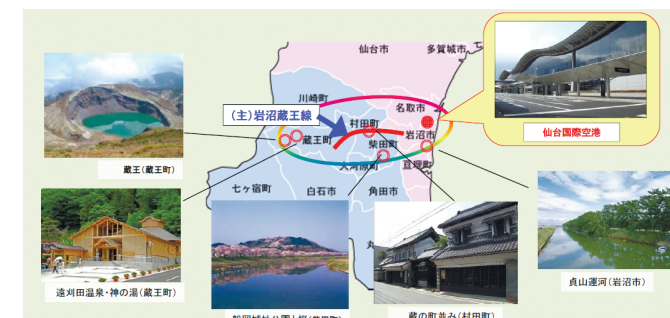 仙台市
多賀城市
川崎町
名取市
(主)岩沼蔵王線
村田町
仙台国際空港
岩沼市
蔵王町
柴田町
蔵王(蔵王町)
大河原町
亘理町
七ヶ宿町
白石市
角田市
遠刈田温泉・神の湯(蔵王町)
貞山運河(岩沼市)
蔵の町並み(村田町)